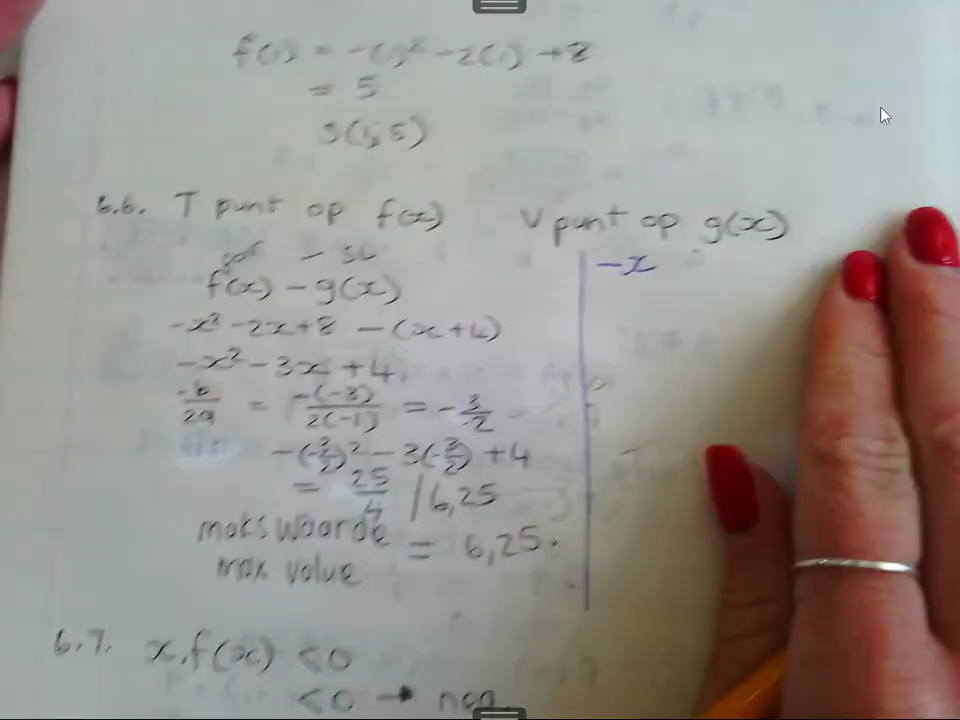 f(1) = -(1)² - 2(1) + 8
= 5
S(1;5)
6.6. T punt op f(x)
V punt op g(x)
- SL
-x
f(x) - g(x)
-x² - 2x + 8 - (x+4)
-x² - 3x + 4
-b/2a = -(-3)/2(-1) = -3/2
-(-3/2)² - 3(-3/2) + 4
= 25/4 / 6,25
maks waarde
max value
= 6,25.
6.7. x.f(x) < 0
< 0 → neg.